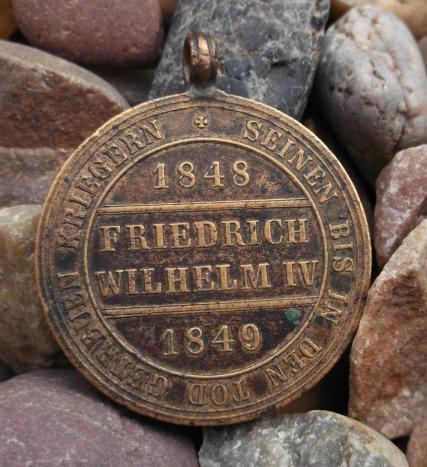 SEINEN BIS IN DEN TOD GETREUEN KRIEGERN
1848
FRIEDRICH
WILHELM IV
1849